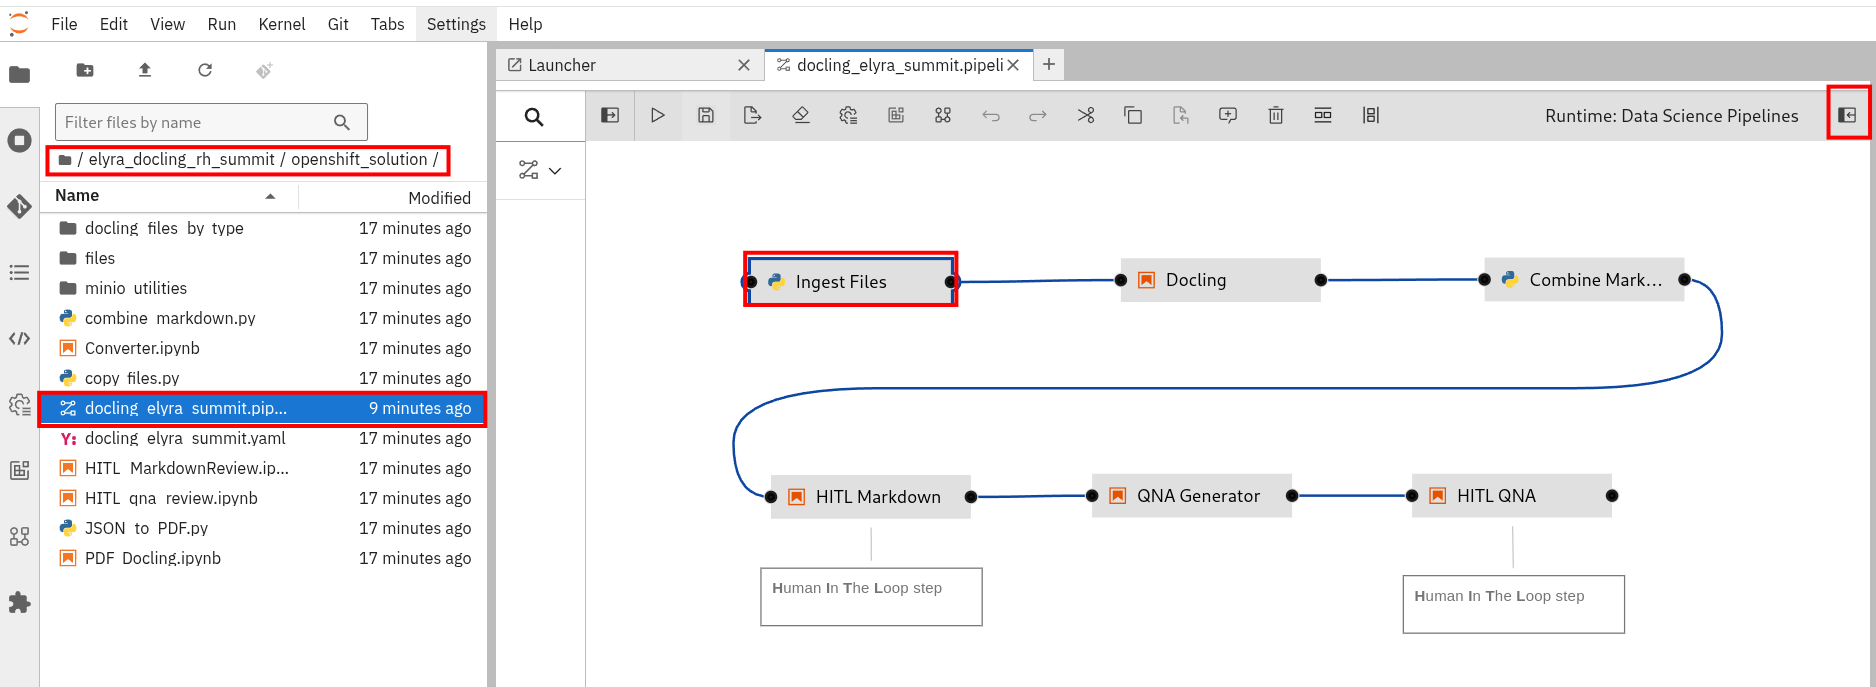 File Edit View Run Kernel Git Tabs Settings Help
Launcher
docling_elyra_summit.pipeli
Filter files by name
Runtime: Data Science Pipelines
/ elyra_docling_rh_summit / openshift_solution /
Name Modified
docling_files_by_type 17 minutes ago
files 17 minutes ago
minio_utilities 17 minutes ago
combine_markdown.py 17 minutes ago
Converter.ipynb 17 minutes ago
copy_files.py 17 minutes ago
docling_elyra_summit.pip... 9 minutes ago
docling_elyra_summit.yaml 17 minutes ago
HITL_MarkdownReview.ip... 17 minutes ago
HITL_qna_review.ipynb 17 minutes ago
JSON_to_PDF.py 17 minutes ago
PDF_Docling.ipynb 17 minutes ago
Ingest Files
Docling
Combine Mark...
HITL Markdown
QNA Generator
HITL QNA
Human In The Loop step
Human In The Loop step